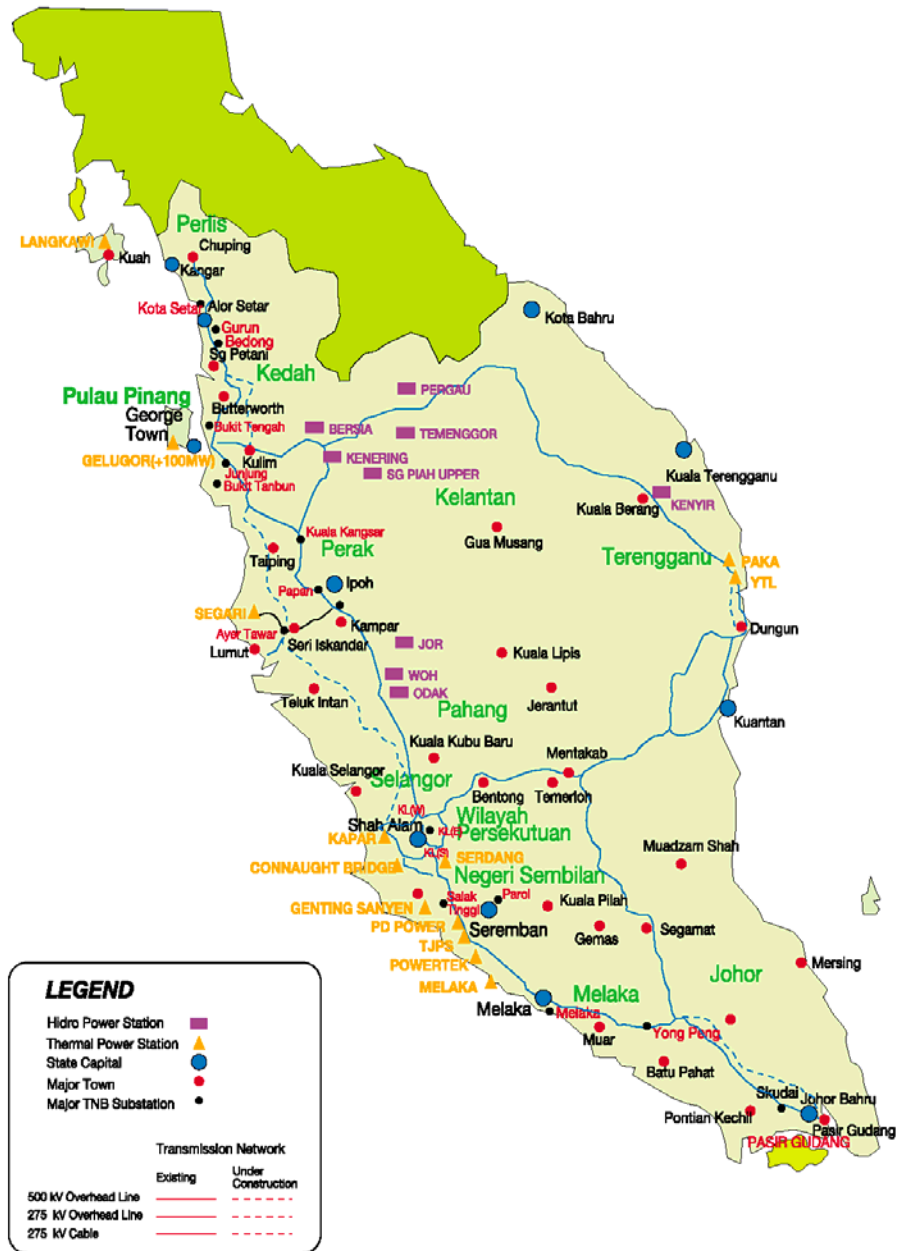 Perlis
LANGKAWI
Chuping
Kuah
Kangar
Kota Setar
Alor Setar
Kota Bahru
Gurun
Bedong
Sg Petani
Kedah
PERGAU
Pulau Pinang
Butterworth
George
Town
Bukit Tengah
BERSIA
TEMENGGOR
GELUGOR(+100MW)
Kulim
KENERING
Kuala Terengganu
Junjung
SG PIAH UPPER
Bukit Tanbun
Kelantan
Kuala Berang
KENYIR
Kuala Kangsar
Gua Musang
Perak
Terengganu
Taiping
PAKA
Ipoh
YTL
Papan
SEGARI
Kampar
Ayer Tawar
Seri Iskandar
Dungun
Lumut
JOR
Kuala Lipis
WOH
Teluk Intan
ODAK
Jerantut
Pahang
Kuantan
Kuala Kubu Baru
Mentakab
Kuala Selangor
Selangor
Bentong
Temerloh
KL(W)
Wilayah
Shah Alam
KL(E)
Persekutuan
KAPAR
KL(S)
SERDANG
Muadzam Shah
CONNAUGHT BRIDGE
Negeri Sembilan
Salak
Tinggi
Parol
GENTING SANYEN
Kuala Pilah
PD POWER
Seremban
Gemas
Segamat
TJPS
POWERTEK
Johor
Mersing
MELAKA
Melaka
Melaka
Melaka
Muar
Yong Peng
Batu Pahat
Skudai
Johor Bahru
Pontian Kechil
Pasir Gudang
PASIR GUDANG
LEGEND
Hidro Power Station
Thermal Power Station
State Capital
Major Town
Major TNB Substation
Transmission Network
Existing
Under
Construction
500 kV Overhead Line
275 kV Overhead Line
275 kV Cable